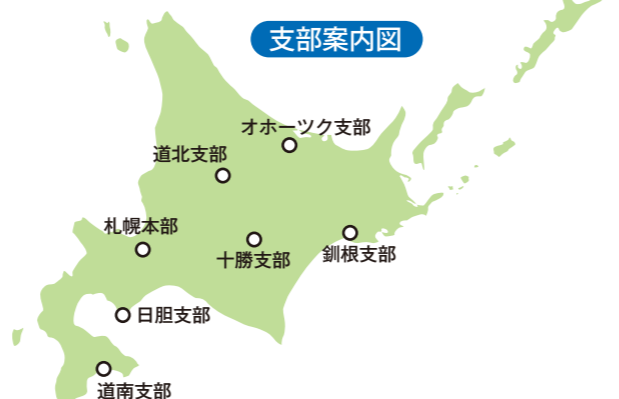 支部案内図
オホーツク支部
道北支部
札幌本部
十勝支部
釧根支部
日胆支部
道南支部